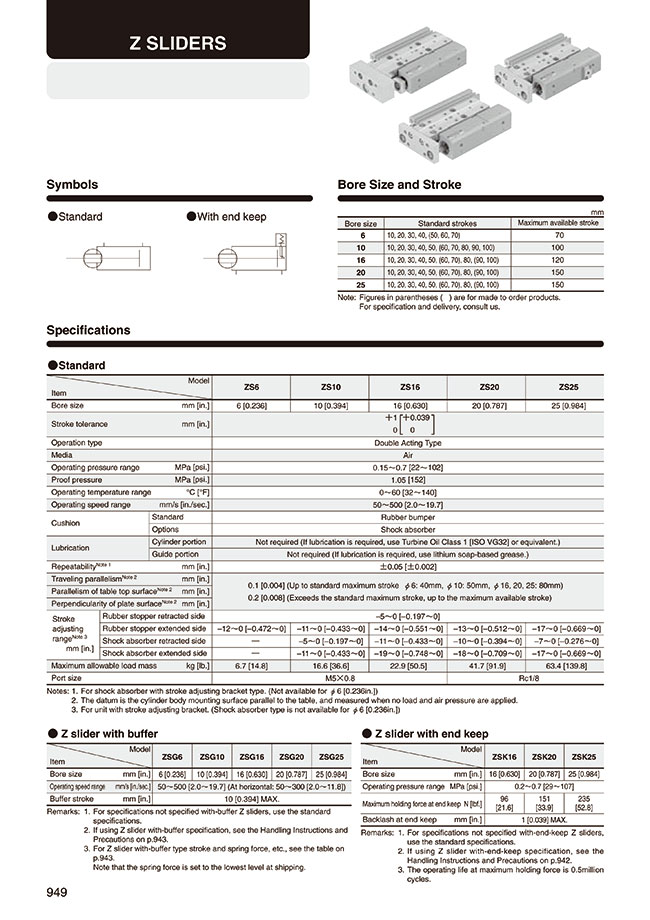 Z SLIDERS
Symbols
●Standard ●With end keep
Bore Size and Stroke
mm
Bore size Standard strokes Maximum available stroke
6 10, 20, 30, 40, (50, 60, 70) 70
10 10, 20, 30, 40, 50, (60, 70, 80, 90, 100) 100
16 10, 20, 30, 40, 50, (60, 70), 80, (90, 100) 120
20 10, 20, 30, 40, 50, (60, 70), 80, (90, 100) 150
25 10, 20, 30, 40, 50, (60, 70), 80, (90, 100) 150
Note: Figures in parentheses ( ) are for made to order products.
For specification and delivery, consult us.
Specifications
●Standard
Item Model ZS6 ZS10 ZS16 ZS20 ZS25
Bore size mm [in.] 6 [0.236] 10 [0.394] 16 [0.630] 20 [0.787] 25 [0.984]
Stroke tolerance mm [in.] +1 [+0.039
0 0 ]
Operation type Double Acting Type
Media Air
Operating pressure range MPa [psi.] 0.15～0.7 [22～102]
Proof pressure MPa [psi.] 1.05 [152]
Operating temperature range °C [°F] 0～60 [32～140]
Operating speed range mm/s [in./sec.] 50～500 [2.0～19.7]
Cushion Standard Rubber bumper
Options Shock absorber
Lubrication Cylinder portion Not required (If lubrication is required, use Turbine Oil Class 1 [ISO VG32] or equivalent.)
Guide portion Not required (If lubrication is required, use lithium soap-based grease.)
Repeatability Note 1 mm [in.] ±0.05 [±0.002]
Traveling parallelism Note 2 mm [in.] 0.1 [0.004] (Up to standard maximum stroke φ6: 40mm, φ10: 50mm, φ16, 20, 25: 80mm)
Parallelism of table top surface Note 2 mm [in.] 0.2 [0.008] (Exceeds the standard maximum stroke, up to the maximum available stroke)
Perpendicularity of plate surface Note 2 mm [in.]
Stroke adjusting range Note 3 mm [in.] Rubber stopper retracted side −5～0 [−0.197～0]
Rubber stopper extended side −12～0 [−0.472～0] −11～0 [−0.433～0] −14～0 [−0.551～0] −13～0 [−0.512～0] −17～0 [−0.669～0]
Shock absorber retracted side — −5～0 [−0.197～0] −11～0 [−0.433～0] −10～0 [−0.394～0] −7～0 [−0.276～0]
Shock absorber extended side — −11～0 [−0.433～0] −19～0 [−0.748～0] −18～0 [−0.709～0] −17～0 [−0.669～0]
Maximum allowable load mass kg [lb.] 6.7 [14.8] 16.6 [36.6] 22.9 [50.5] 41.7 [91.9] 63.4 [139.8]
Port size M5×0.8 Rc1/8
Notes: 1. For shock absorber with stroke adjusting bracket type. (Not available for φ6 [0.236in.])
2. The datum is the cylinder body mounting surface parallel to the table, and measured when no load and air pressure are applied.
3. For unit with stroke adjusting bracket. (Shock absorber type is not available for φ6 [0.236in.])
● Z slider with buffer
Item Model ZSG6 ZSG10 ZSG16 ZSG20 ZSG25
Bore size mm [in.] 6 [0.236] 10 [0.394] 16 [0.630] 20 [0.787] 25 [0.984]
Operating speed range mm/s [in./sec] 50～500 [2.0～19.7] (At horizontal: 50～300 [2.0～11.8])
Buffer stroke mm [in.] 10 [0.394] MAX.
Remarks: 1. For specifications not specified with-buffer Z sliders, use the standard
specifications.
2. If using Z slider with-buffer specification, see the Handling Instructions and
Precautions on p.943.
3. For Z slider with-buffer type stroke and spring force, etc., see the table on
p.943.
Note that the spring force is set to the lowest level at shipping.
● Z slider with end keep
Item Model ZSK16 ZSK20 ZSK25
Bore size mm [in.] 16 [0.630] 20 [0.787] 25 [0.984]
Operating pressure range MPa [psi.] 0.2～0.7 [29～107]
Maximum holding force at end keep N [lbf.] 96 [21.6] 151 [33.9] 235 [52.8]
Backlash at end keep mm [in.] 1 [0.039] MAX.
Remarks: 1. For specifications not specified with-end-keep Z sliders,
use the standard specifications.
2. If using Z slider with-end-keep specification, see the
Handling Instructions and Precautions on p.942.
3. The operating life at maximum holding force is 0.5million
cycles.
949